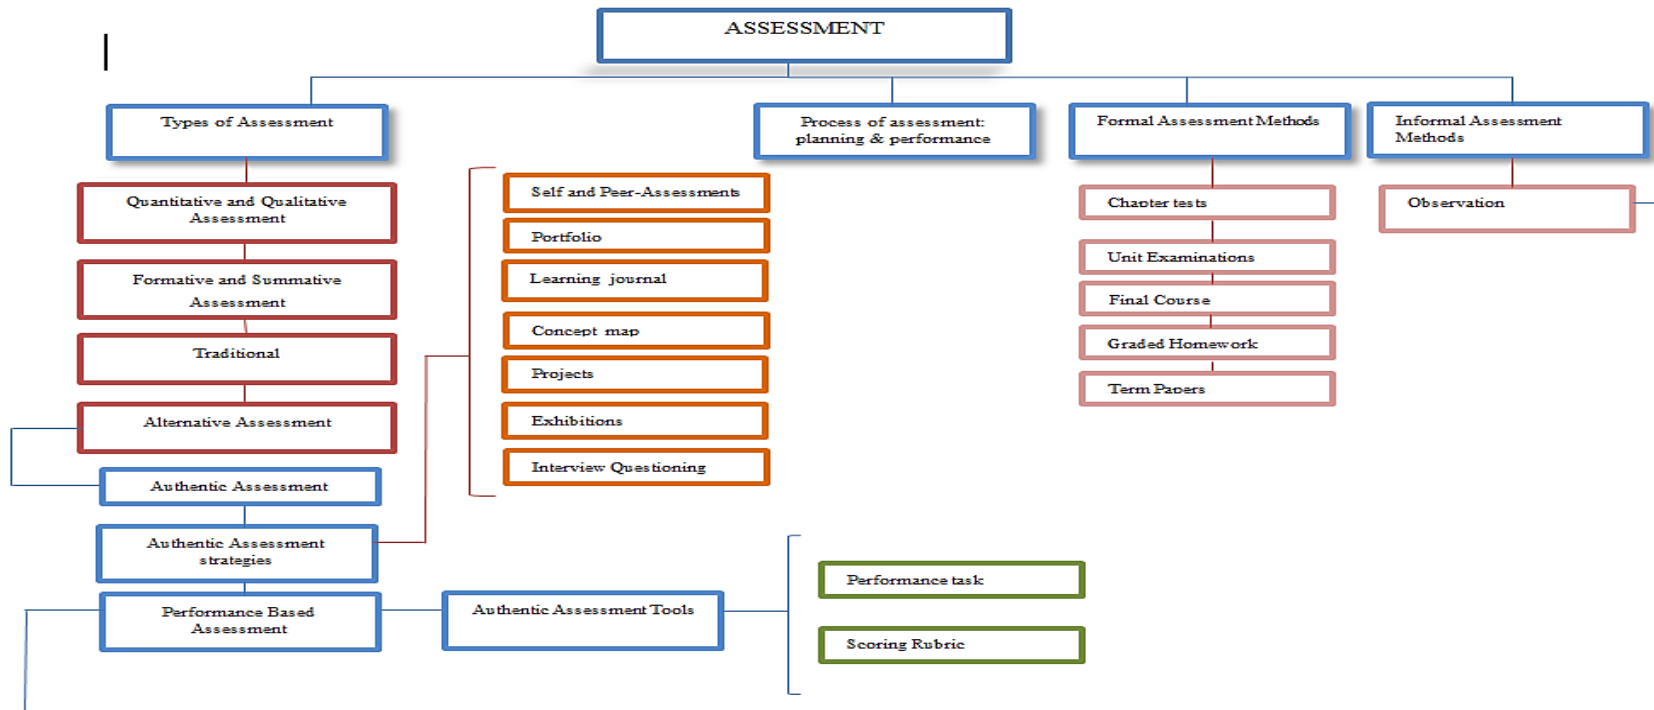 ASSESSMENT
Types of Assessment
Process of assessment:
planning & performance
Formal Assessment Methods
Informal Assessment
Methods
Quantitative and Qualitative
Assessment
Formative and Summative
Assessment
Traditional
Alternative Assessment
Authentic Assessment
Authentic Assessment
strategies
Performance Based
Assessment
Self and Peer-Assessments
Portfolio
Learning journal
Concept map
Projects
Exhibitions
Interview Questioning
Authentic Assessment Tools
Performance task
Scoring Rubric
Chapter tests
Unit Examinations
Final Course
Graded Homework
Term Papers
Observation